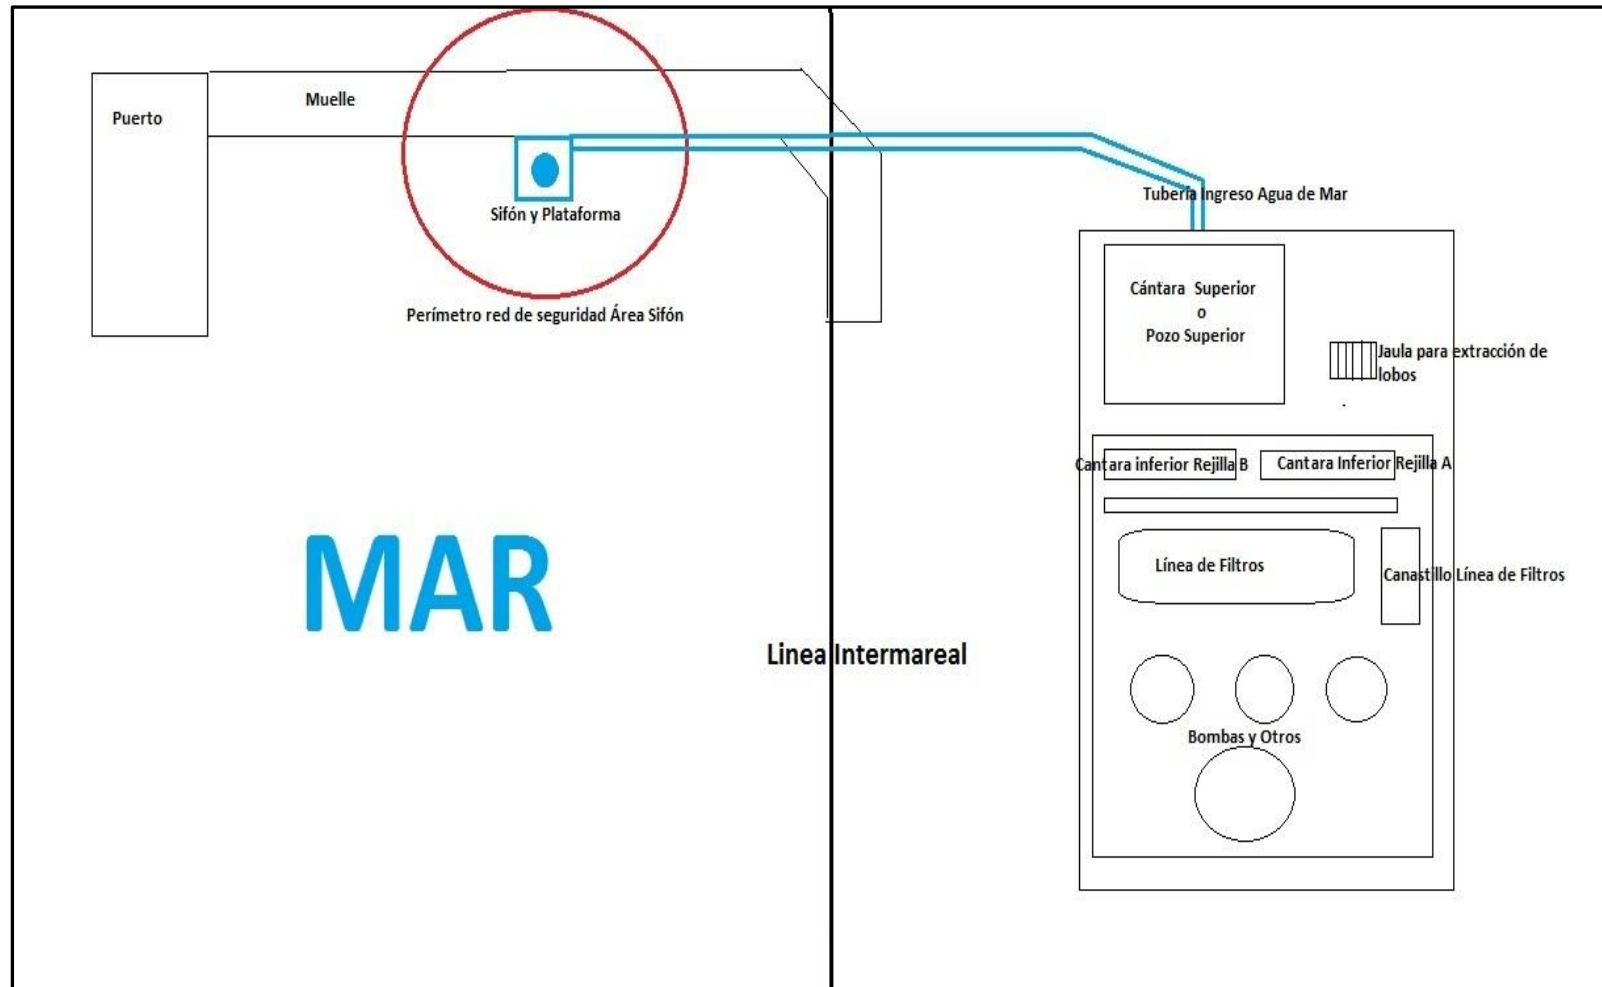 Puerto
Muelle
Sifón y Plataforma
Perímetro red de seguridad Área Sifón
Tubería Ingreso Agua de Mar
Cántara Superior
o
Pozo Superior
Jaula para extracción de
lobos
Cantara inferior Rejilla B
Cantara Inferior Rejilla A
Línea de Filtros
Canastillo Línea de Filtros
MAR
Linea Intermareal
Bombas y Otros